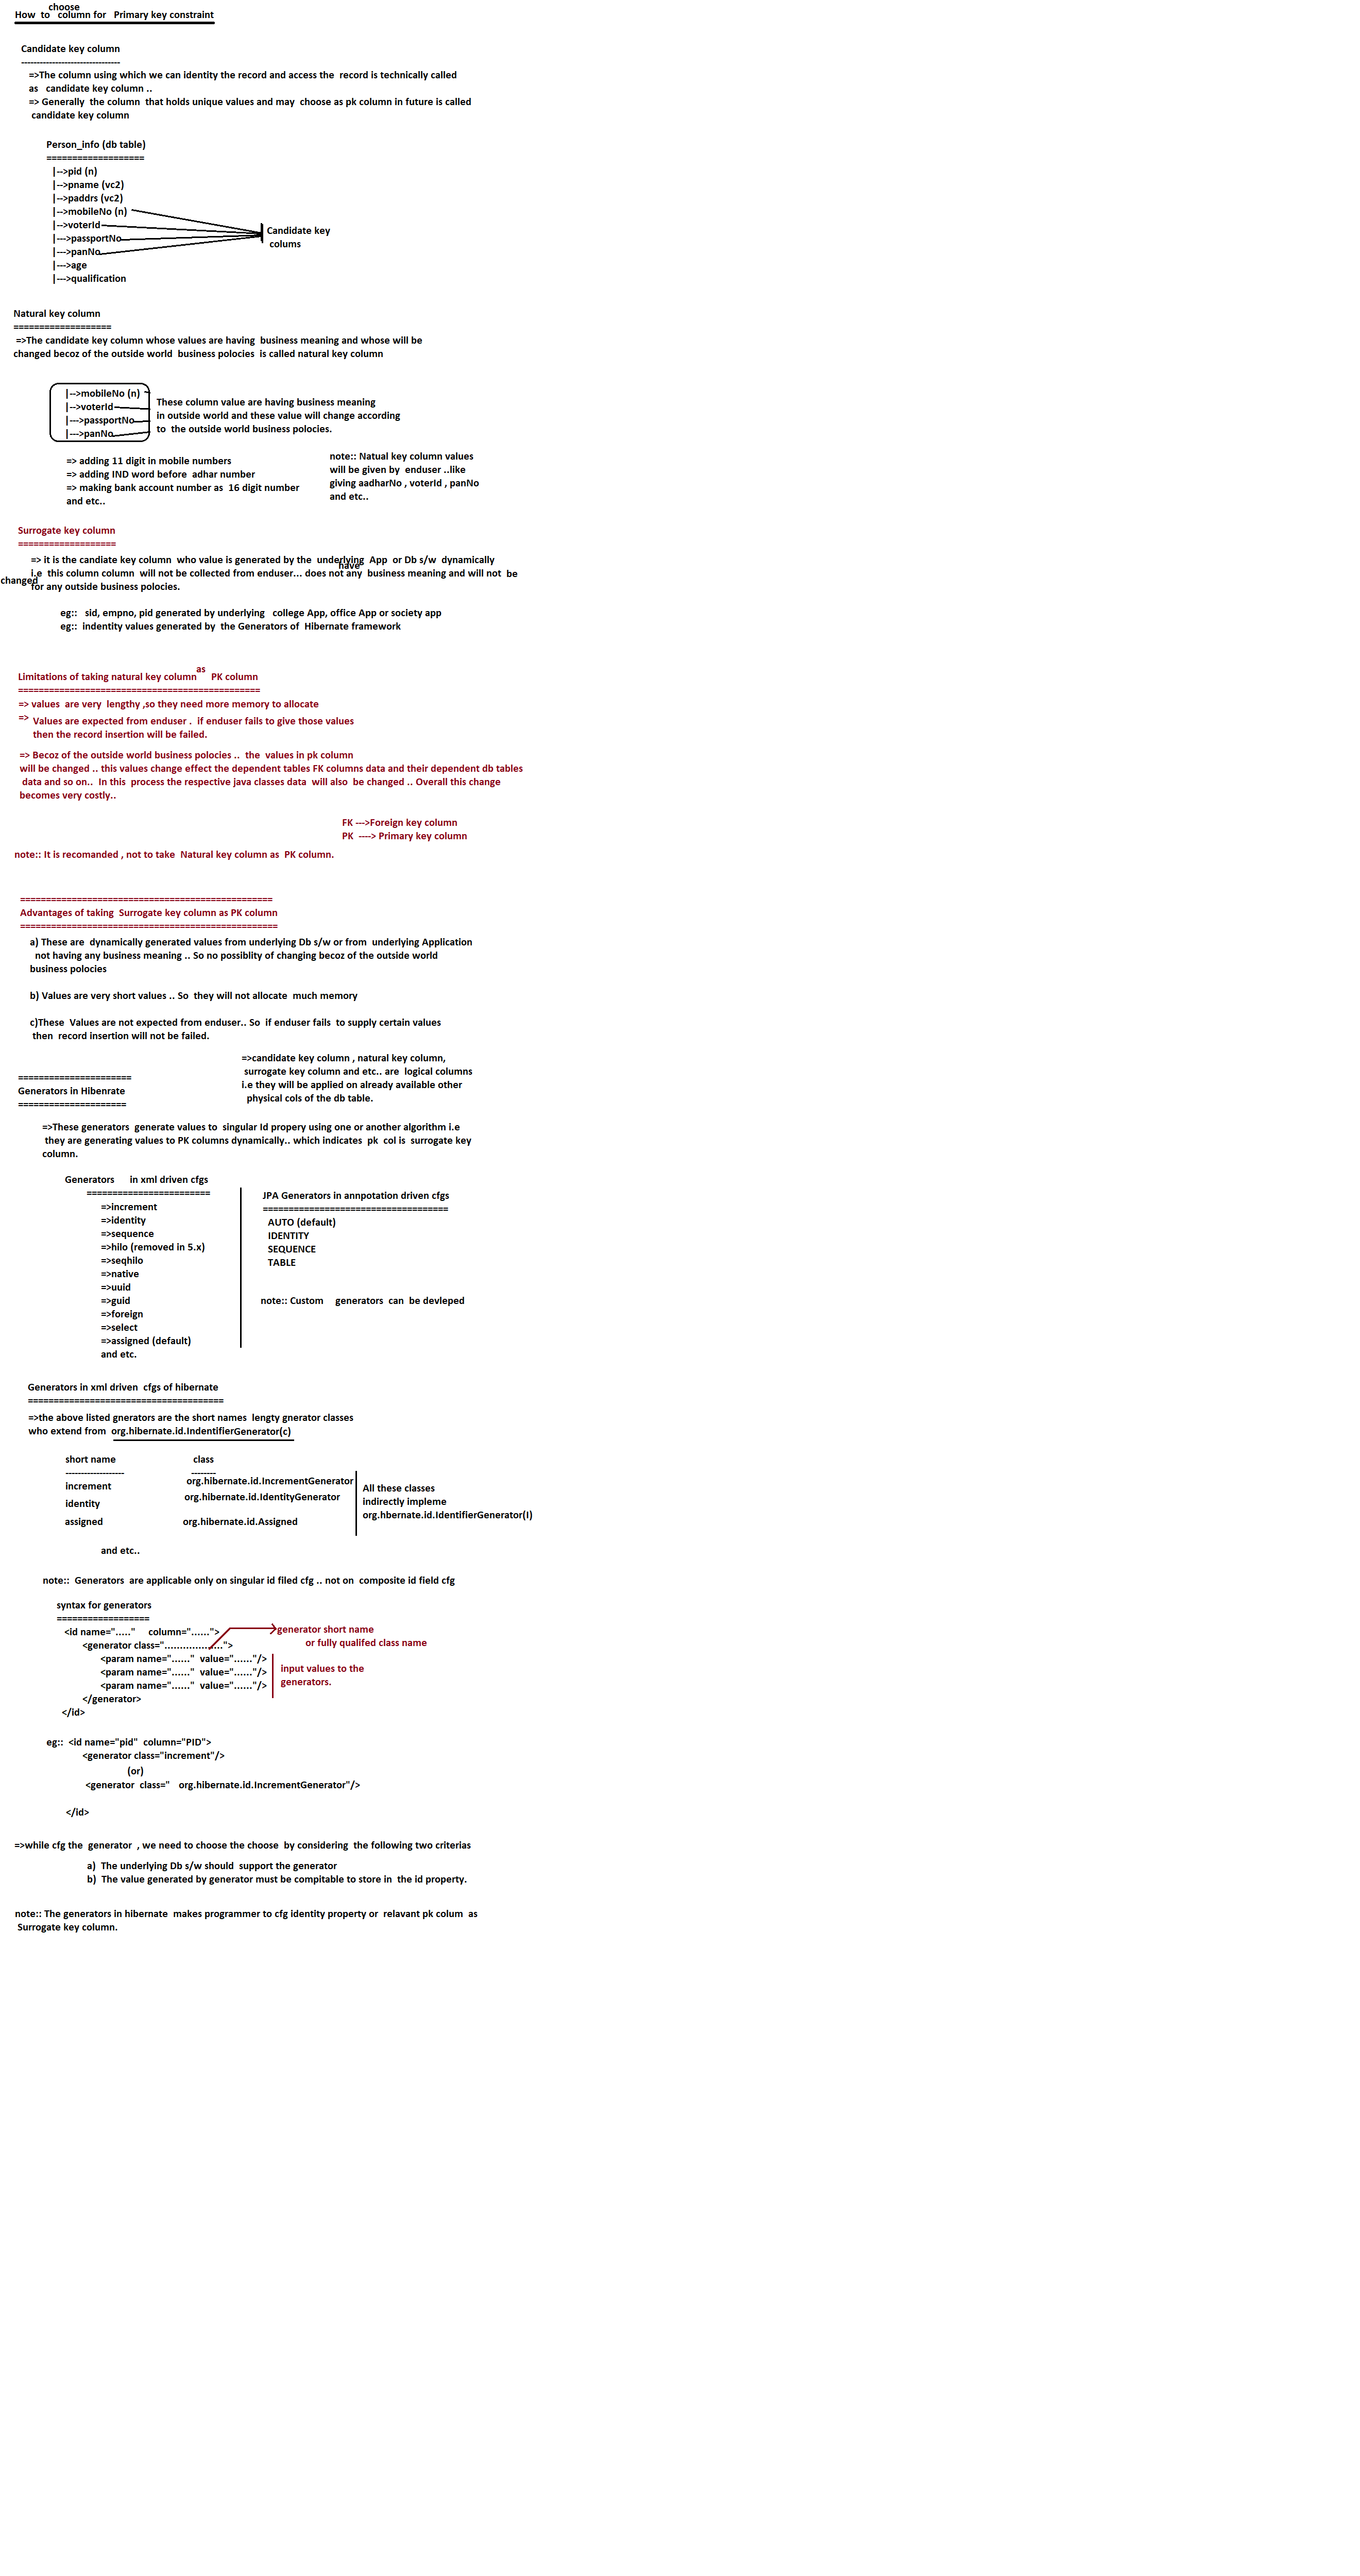 choose
How to column for Primary key constraint
Candidate key column
--------------------------------
=>The column using which we can identity the record and access the record is technically called
as candidate key column ..
=> Generally the column that holds unique values and may choose as pk column in future is called
candidate key column
Person_info (db table)
===================
|-->pid (n)
|-->pname (vc2)
|-->paddrs (vc2)
|-->mobileNo (n)
|-->voterId
|--->passportNo
|--->panNo
|--->age
|--->qualification
Candidate key
colums
Natural key column
===================
=>The candidate key column whose values are having business meaning and whose will be
changed becoz of the outside world business polocies is called natural key column
|-->mobileNo (n)
|-->voterId
|--->passportNo
|--->panNo
These column value are having business meaning
in outside world and these value will change according
to the outside world business polocies.
=> adding 11 digit in mobile numbers
=> adding IND word before adhar number
=> making bank account number as 16 digit number
and etc..
note:: Natual key column values
will be given by enduser ..like
giving aadharNo , voterId , panNo
and etc..
Surrogate key column
===================
=> it is the candiate key column who value is generated by the underlying App or Db s/w dynamically
have
i.e this column column will not be collected from enduser... does not any business meaning and will not be
changed
for any outside business polocies.
eg:: sid, empno, pid generated by underlying college App, office App or society app
eg:: indentity values generated by the Generators of Hibernate framework
as
Limitations of taking natural key column PK column
===============================================
=> values are very lengthy ,so they need more memory to allocate
=> Values are expected from enduser . if enduser fails to give those values
then the record insertion will be failed.
=> Becoz of the outside world business polocies .. the values in pk column
will be changed .. this values change effect the dependent tables FK columns data and their dependent db tables
data and so on.. In this process the respective java classes data will also be changed .. Overall this change
becomes very costly..
FK --->Foreign key column
PK ----> Primary key column
note:: It is recomanded , not to take Natural key column as PK column.
=================================================
Advantages of taking Surrogate key column as PK column
==================================================
a) These are dynamically generated values from underlying Db s/w or from underlying Application
not having any business meaning .. So no possiblity of changing becoz of the outside world
business polocies
b) Values are very short values .. So they will not allocate much memory
c)These Values are not expected from enduser.. So if enduser fails to supply certain values
then record insertion will not be failed.
=>candidate key column , natural key column,
surrogate key column and etc.. are logical columns
i.e they will be applied on already available other
physical cols of the db table.
======================
Generators in Hibenrate
=====================
=>These generators generate values to singular Id propery using one or another algorithm i.e
they are generating values to PK columns dynamically.. which indicates pk col is surrogate key
column.
Generators in xml driven cfgs
========================
=>increment
=>identity
=>sequence
=>hilo (removed in 5.x)
=>seqhilo
=>native
=>uuid
=>guid
=>foreign
=>select
=>assigned (default)
and etc.
JPA Generators in annpotation driven cfgs
====================================
AUTO (default)
IDENTITY
SEQUENCE
TABLE
note:: Custom generators can be devleped
Generators in xml driven cfgs of hibernate
======================================
=>the above listed gnerators are the short names lengty gnerator classes
who extend from org.hibernate.id.IndentifierGenerator(c)
short name class
------------------- --------
increment org.hibernate.id.IncrementGenerator
identity org.hibernate.id.IdentityGenerator
assigned org.hibernate.id.Assigned
All these classes
indirectly impleme
org.hbernate.id.IdentifierGenerator(I)
and etc..
note:: Generators are applicable only on singular id filed cfg .. not on composite id field cfg
syntax for generators
==================
<id name="....." column="......">
<generator class="...................">
<param name="......" value="......"/>
<param name="......" value="......"/>
<param name="......" value="......"/>
</generator>
</id>
generator short name
or fully qualifed class name
input values to the
generators.
eg:: <id name="pid" column="PID">
<generator class="increment"/>
(or)
<generator class=" org.hibernate.id.IncrementGenerator"/>
</id>
=>while cfg the generator , we need to choose the choose by considering the following two criterias
a) The underlying Db s/w should support the generator
b) The value generated by generator must be compitable to store in the id property.
note:: The generators in hibernate makes programmer to cfg identity property or relavant pk colum as
Surrogate key column.